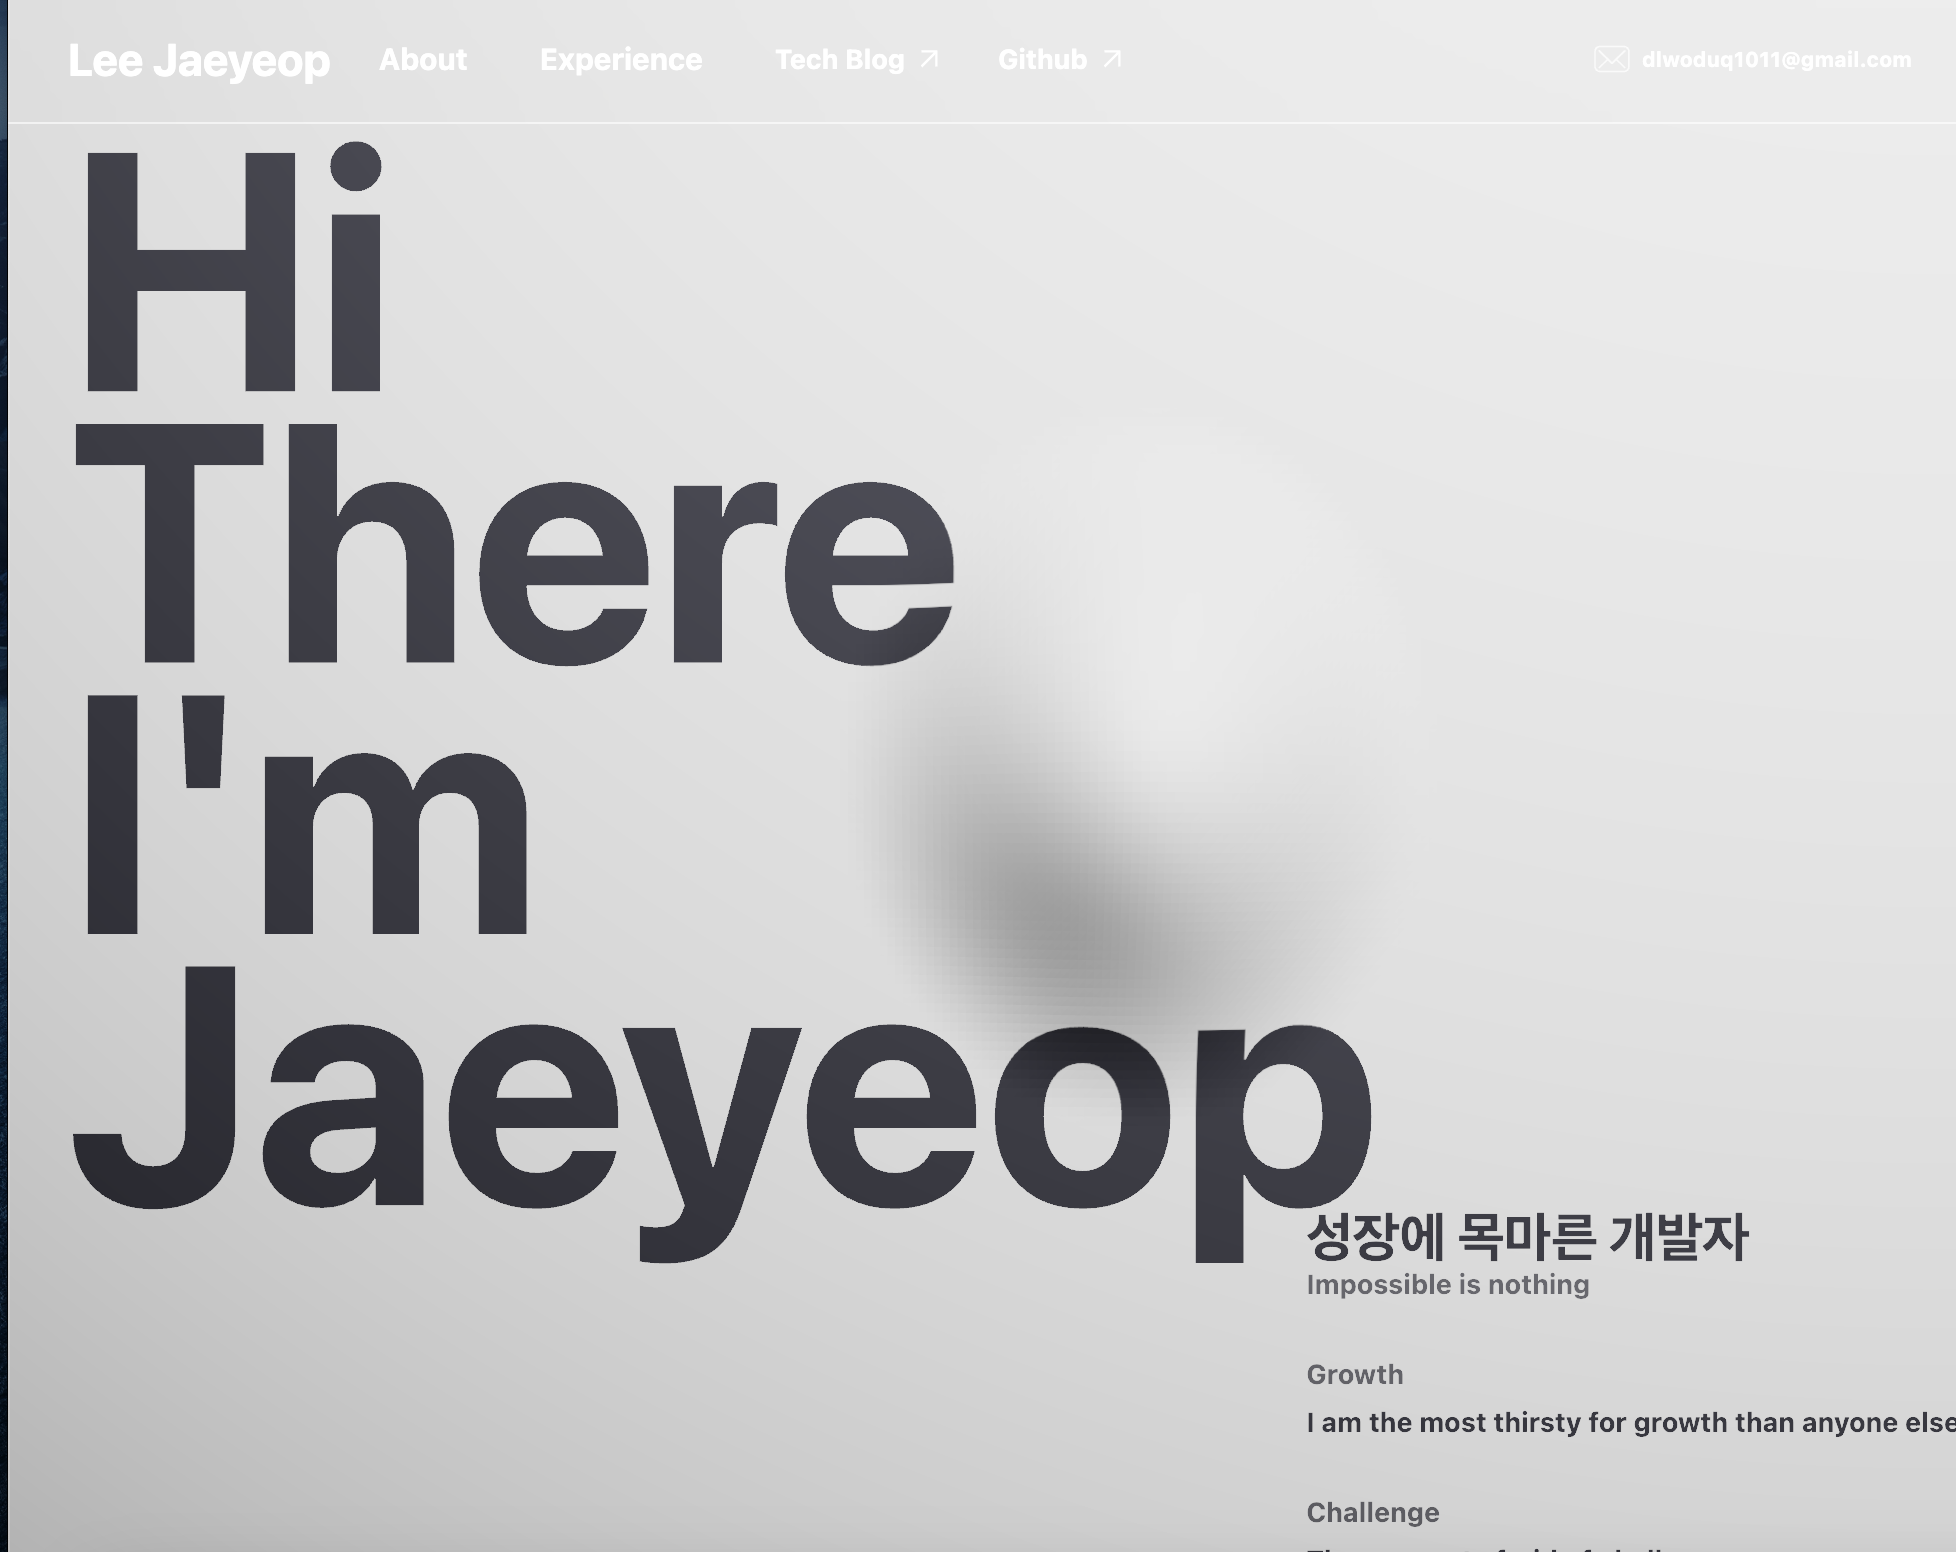 Lee Jaeyeop About Experience Tech Blog Github dlwoduq1011@gmail.com
Hi
There
I'm
Jaeyeop
성장에 목마른 개발자
Impossible is nothing
Growth
I am the most thirsty for growth than anyone else
Challenge